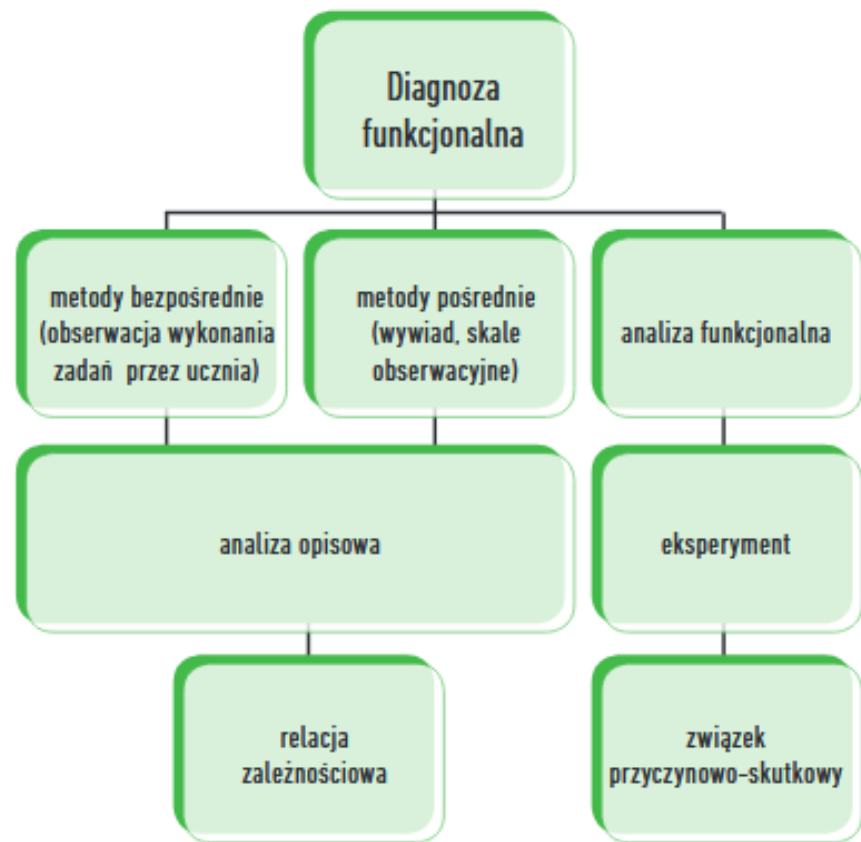 Diagnoza
funkcjonalna
metody bezpośrednie
(obserwacja wykonania
zadań przez ucznia)
metody pośrednie
(wywiad, skale
obserwacyjne)
analiza funkcjonalna
analiza opisowa
eksperyment
relacja
zależnościowa
związek
przyczynowo-skutkowy